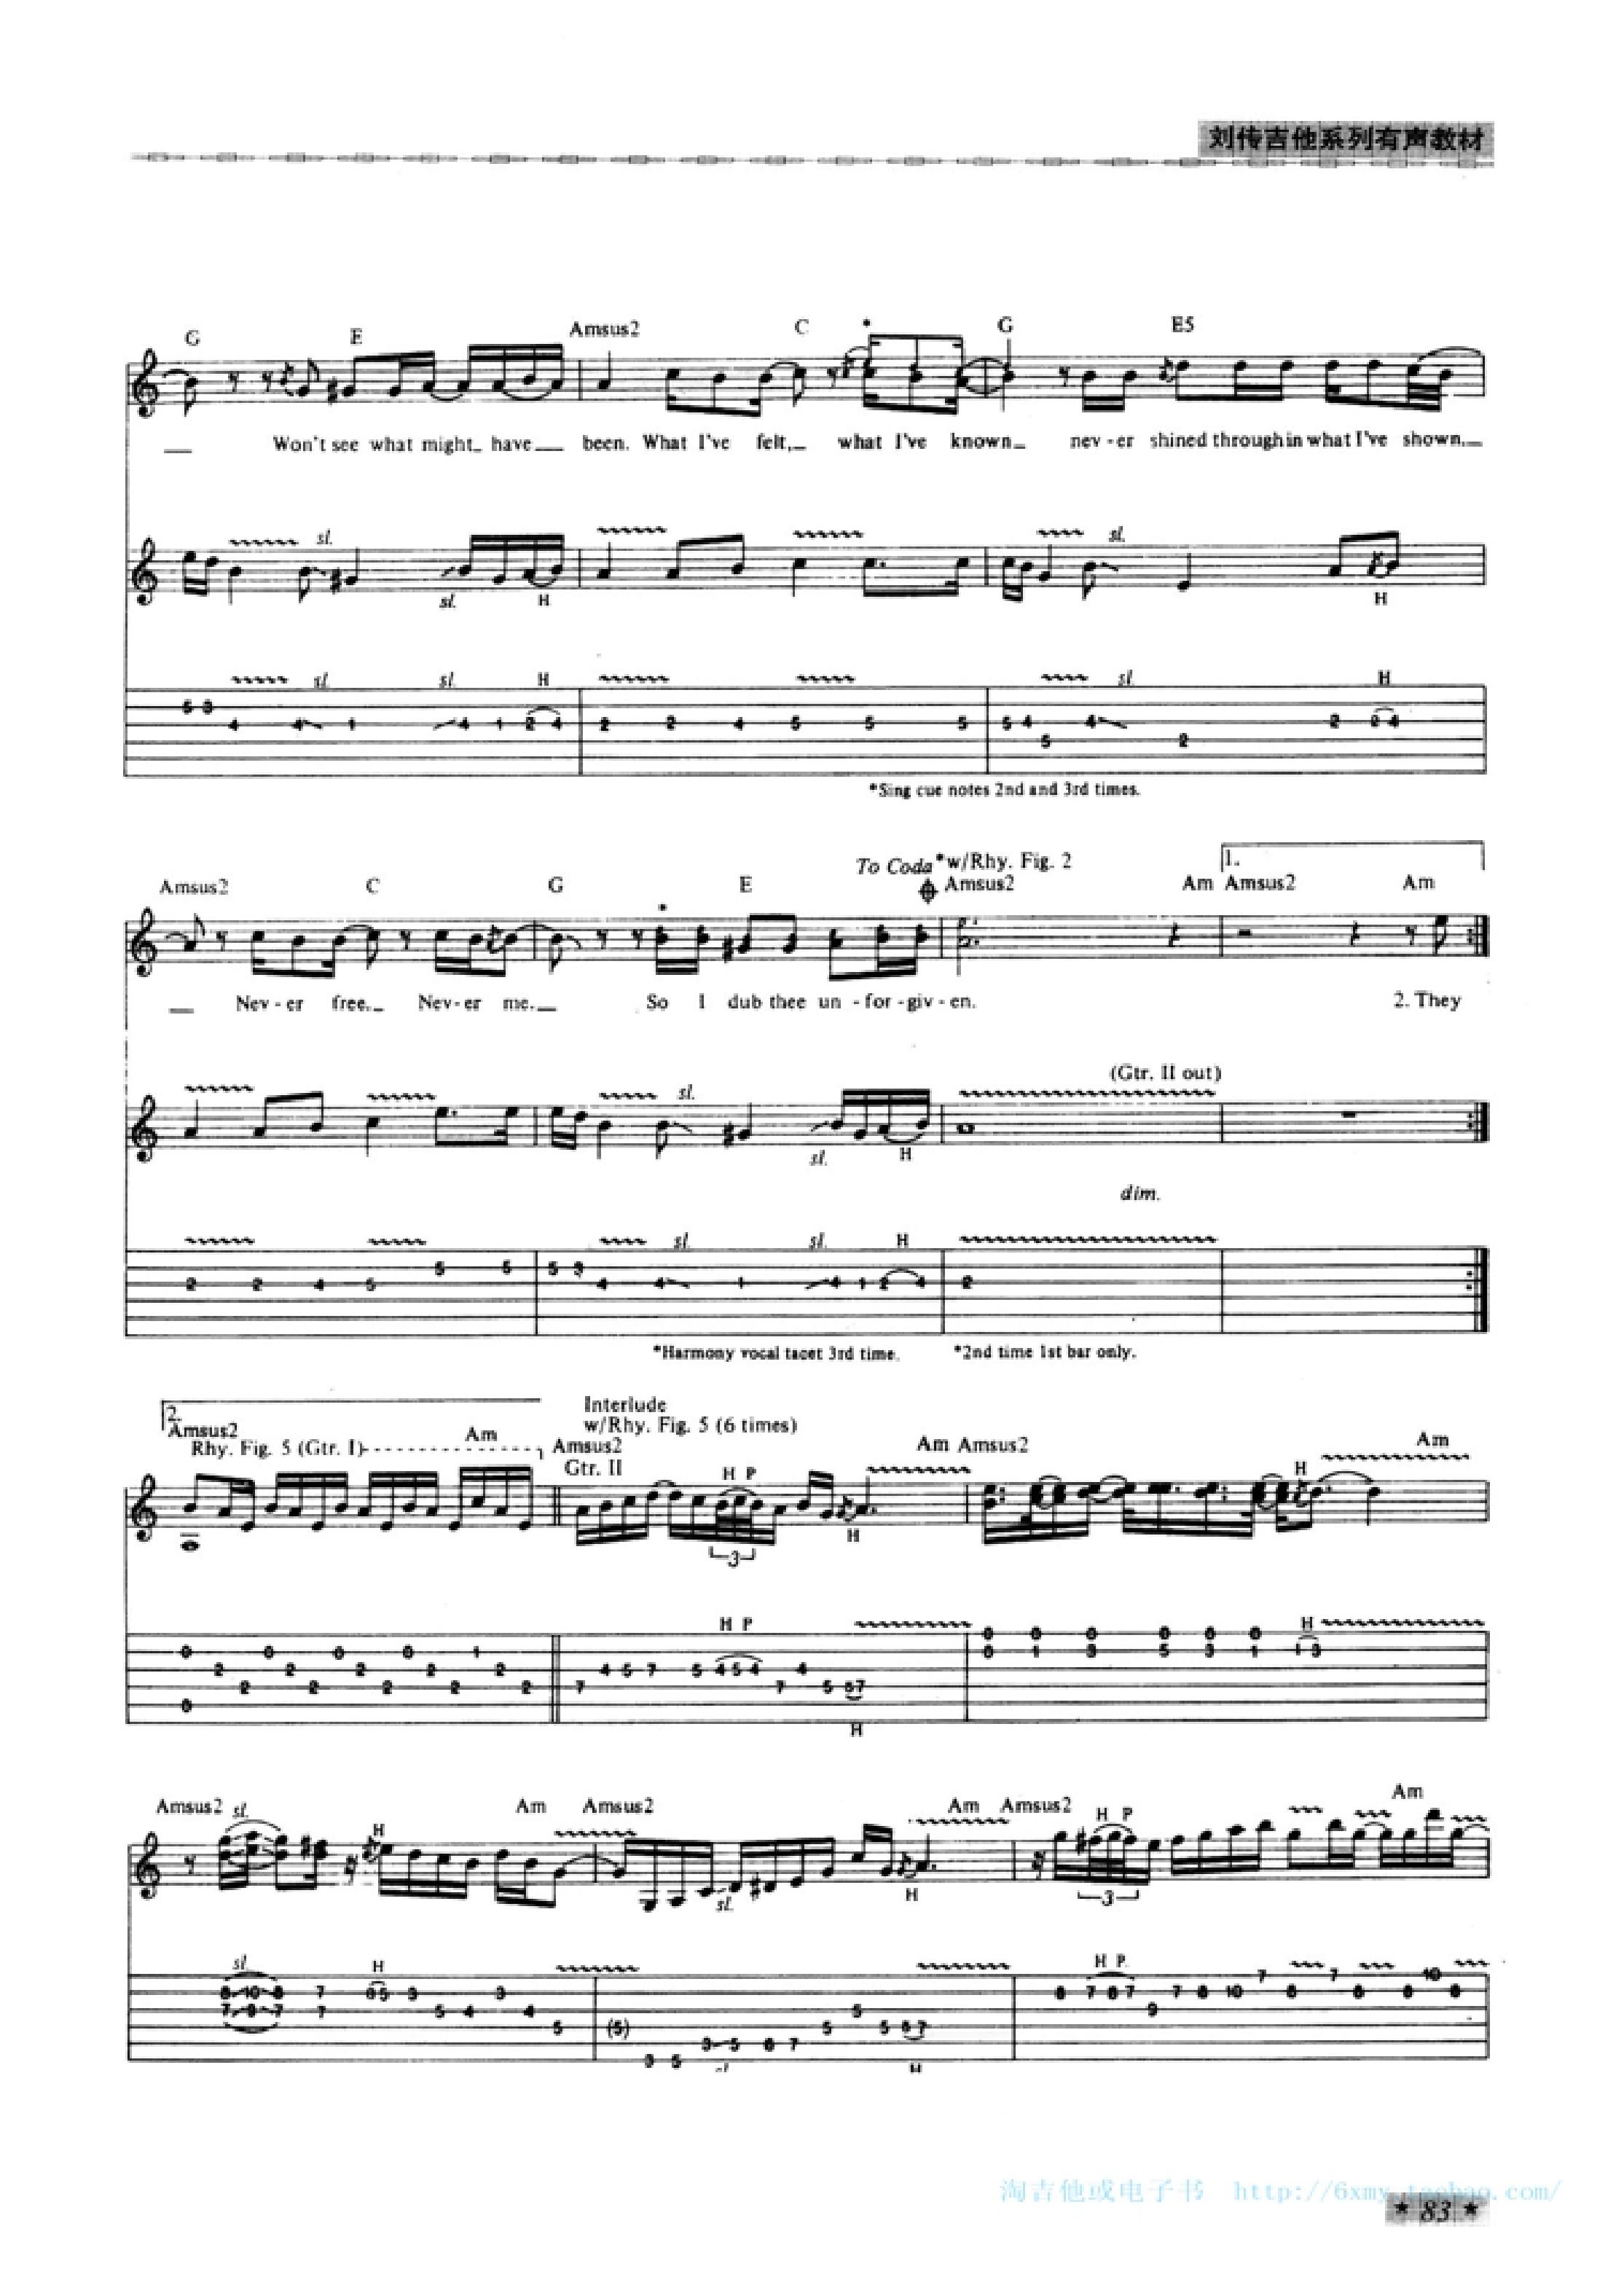 刘传吉他系列有声教材
G E Amsus2 C * G E5
Won't see what might_ have__ been. What I've felt,_ what I've known_ nev-er shined through in what I've shown.__
sl. sl.
sl. H H
sl. sl. H sl. H
5 3 4 4 1 4 1 2 4 2 2 4 5 5 5 5 4 5 4 2 2 2 4
*Sing cue notes 2nd and 3rd times.
To Coda *w/Rhy. Fig. 2 1.
Amsus2 C G E Amsus2 Am Amsus2 Am
Nev-er free._ Nev-er me.__ So I dub thee un-for-giv-en. 2. They
(Gtr. II out)
sl.
sl. H
dim.
sl. sl. H
2 2 4 5 5 5 5 3 4 4 1 4 1 2 4 2
*Harmony vocal tacet 3rd time. *2nd time 1st bar only.
2. Interlude
w/Rhy. Fig. 5 (6 times)
Amsus2 Am Amsus2 Am Amsus2 Am
Rhy. Fig. 5 (Gtr. I) Gtr. II
H P H
H
3
H P H
0 0 0 0 0 0 0 1
0 2 2 0 2 2 0 2 2 0 2 2 1 2 2 7 4 5 7 5 4 5 4 7 4 5 5 7 0 1 3 5 3 1 1 3
H
Amsus2 sl. Am Amsus2 Am Amsus2 Am
H H P
sl. H 3
sl. H H P
8 10 8 7 5 3 5 4 3 4 5 (5) 3 5 3 5 6 7 5 5 5 5 7 8 7 8 7 9 7 8 10 7 8 7 8 8 10 8
7 9 7 7
H
淘吉他或电子书 http://6xmy.taobao.com/
★ 83 ★